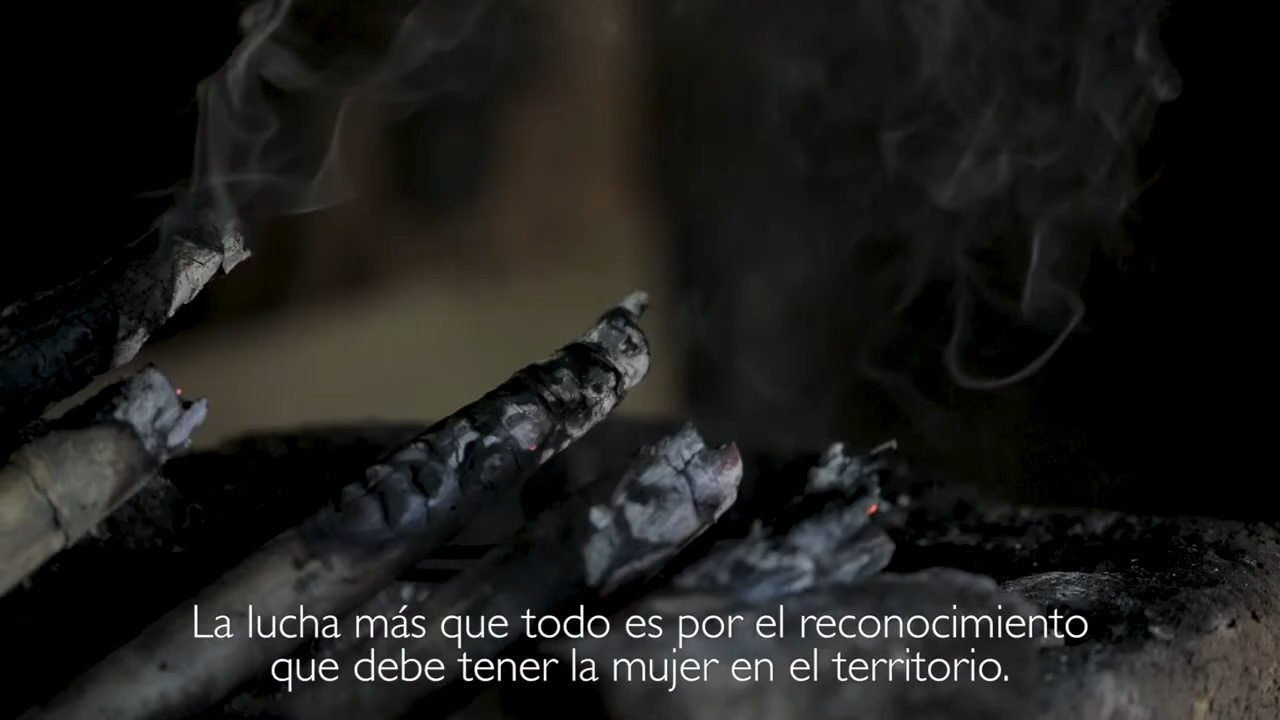 La lucha más que todo es por el reconocimiento
que debe tener la mujer en el territorio.